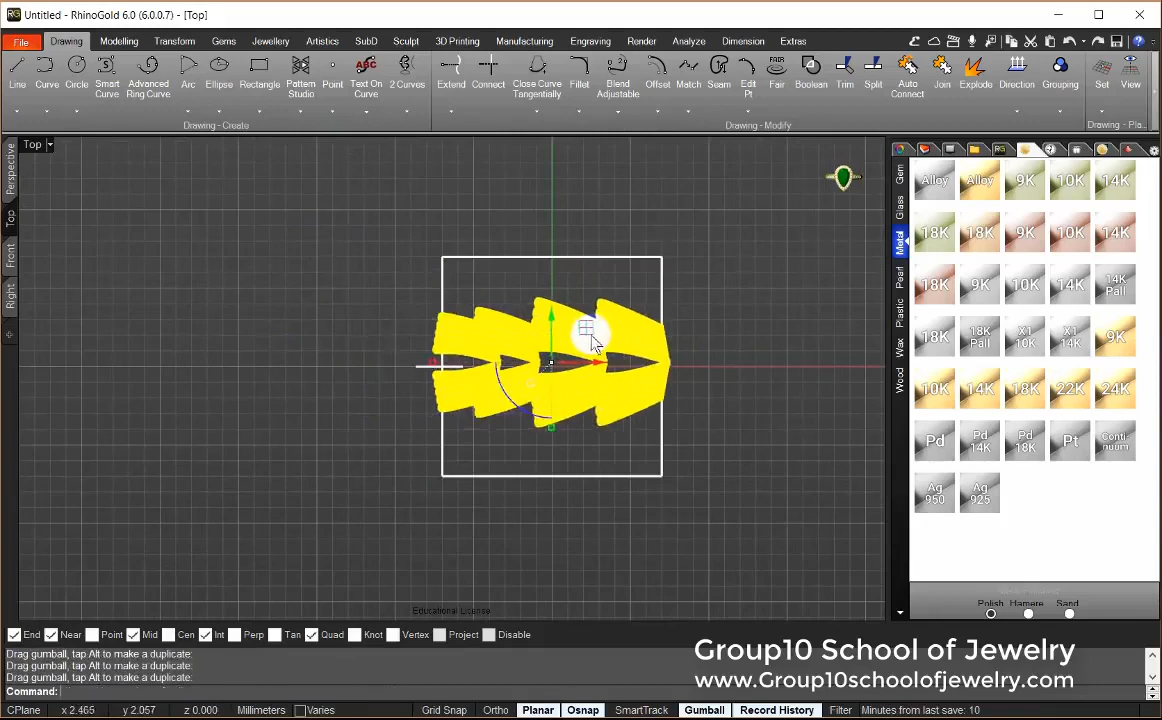 Untitled - RhinoGold 6.0 (6.0.0.7) - [Top]
File Drawing Modelling Transform Gems Jewellery Artistics SubD Sculpt 3D Printing Manufacturing Engraving Render Analyze Dimension Extras
Line Curve Circle Smart Curve Advanced Ring Curve Arc Ellipse Rectangle Pattern Studio Point Text On Curve 2 Curves Extend Connect Close Curve Tangentially Fillet Blend Adjustable Offset Match Seam Edit Pt Fair Boolean Trim Split Auto Connect Join Explode Direction Grouping Set View
ABC FAIR
Drawing - Create Drawing - Modify Drawing - Pla...
Top
Perspective
Top
Front
Right
Gem
Glass
Metal
Pearl
Plastic
Wax
Wood
Alloy Alloy 9K 10K 14K
18K 18K 9K 10K 14K
18K 9K 10K 14K 14K Pall
18K 18K Pall X1 10K X1 14K 9K
10K 14K 18K 22K 24K
Pd Pd 14K Pd 18K Pt Conti nuum
Ag 950 Ag 925
Polish Hamere Sand
Educational License
End Near Point Mid Cen Int Perp Tan Quad Knot Vertex Project Disable
Drag gumball, tap Alt to make a duplicate:
Drag gumball, tap Alt to make a duplicate:
Drag gumball, tap Alt to make a duplicate:
Command:
Group10 School of Jewelry
www.Group10schoolofjewelry.com
CPlane x 2.465 y 2.057 z 0.000 Millimeters Varies Grid Snap Ortho Planar Osnap SmartTrack Gumball Record History Filter Minutes from last save: 10